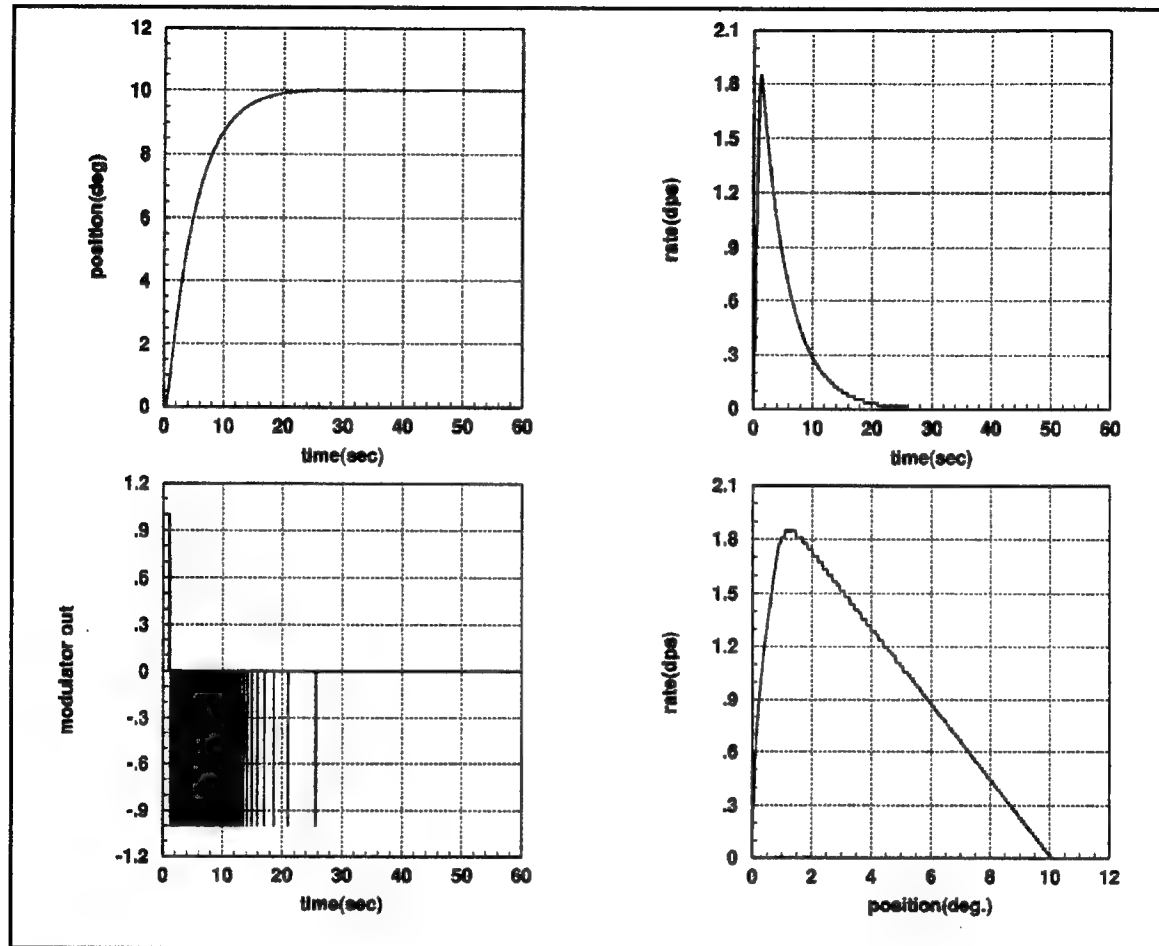 12
10
8
6
4
2
0
position(deg)
0 10 20 30 40 50 60
time(sec)
2.1
1.8
1.5
1.2
.9
.6
.3
0
rate(dps)
0 10 20 30 40 50 60
time(sec)
1.2
.9
.6
.3
0
-.3
-.6
-.9
-1.2
modulator out
0 10 20 30 40 50 60
time(sec)
2.1
1.8
1.5
1.2
.9
.6
.3
0
rate(dps)
0 2 4 6 8 10 12
position(deg.)